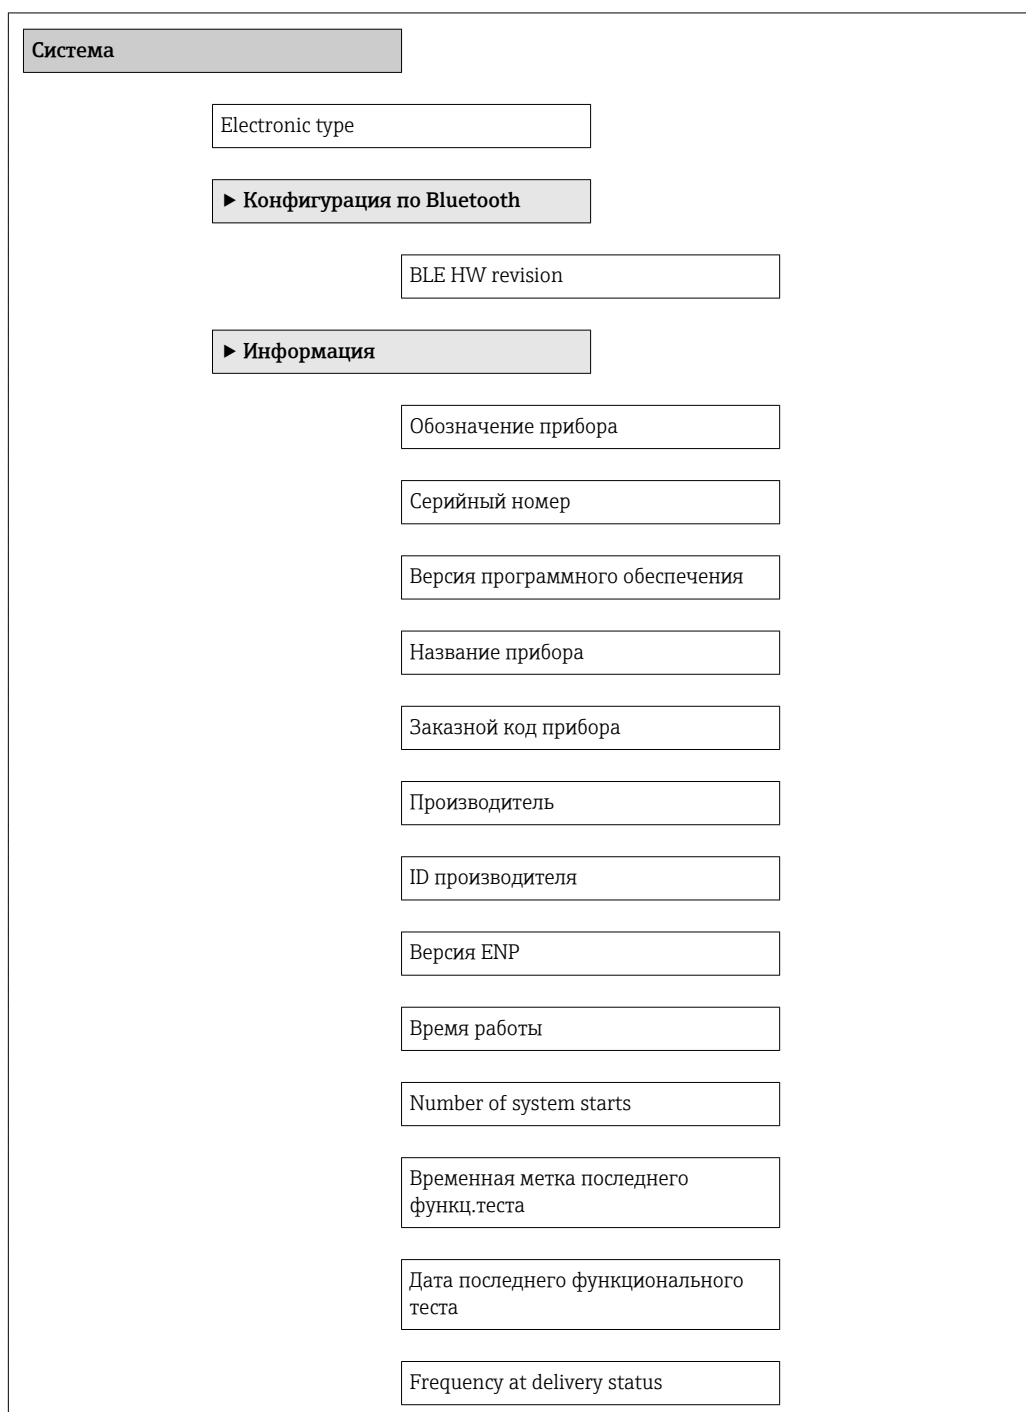 Система
Electronic type
▶ Конфигурация по Bluetooth
BLE HW revision
▶ Информация
Обозначение прибора
Серийный номер
Версия программного обеспечения
Название прибора
Заказной код прибора
Производитель
ID производителя
Версия ENP
Время работы
Number of system starts
Временная метка последнего
функц.теста
Дата последнего функционального
теста
Frequency at delivery status